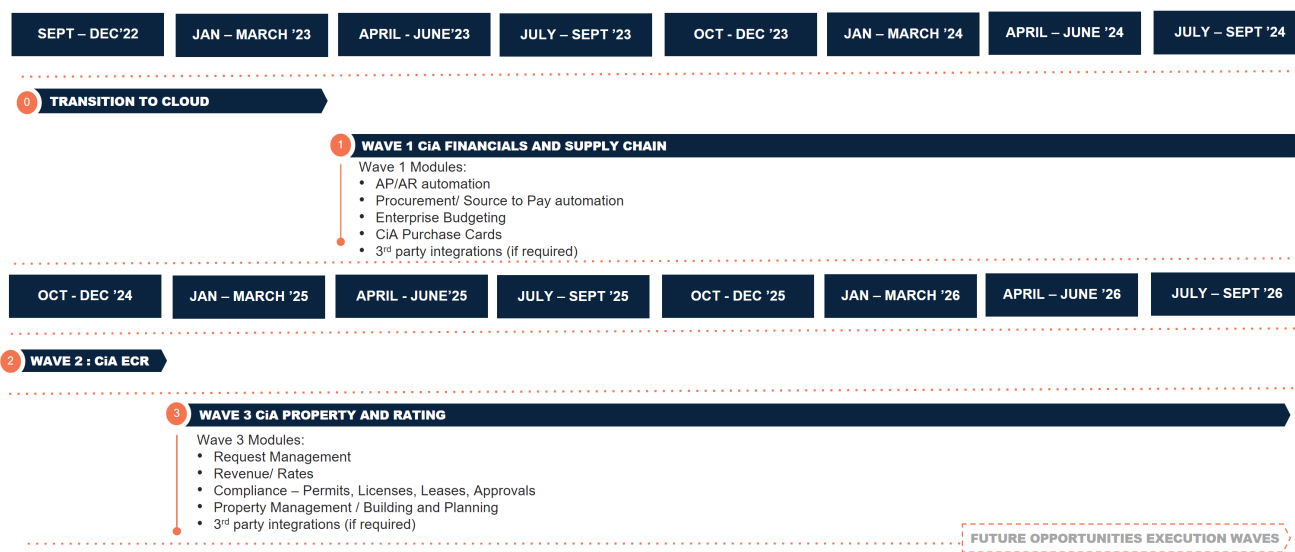 SEPT – DEC'22
JAN – MARCH '23
APRIL - JUNE'23
JULY – SEPT '23
OCT - DEC '23
JAN – MARCH '24
APRIL – JUNE '24
JULY – SEPT '24
0 TRANSITION TO CLOUD
1 WAVE 1 CiA FINANCIALS AND SUPPLY CHAIN
Wave 1 Modules:
• AP/AR automation
• Procurement/ Source to Pay automation
• Enterprise Budgeting
• CiA Purchase Cards
• 3rd party integrations (if required)
OCT - DEC '24
JAN – MARCH '25
APRIL - JUNE'25
JULY – SEPT '25
OCT - DEC '25
JAN – MARCH '26
APRIL – JUNE '26
JULY – SEPT '26
2 WAVE 2 : CiA ECR
3 WAVE 3 CiA PROPERTY AND RATING
Wave 3 Modules:
• Request Management
• Revenue/ Rates
• Compliance – Permits, Licenses, Leases, Approvals
• Property Management / Building and Planning
• 3rd party integrations (if required)
FUTURE OPPORTUNITIES EXECUTION WAVES